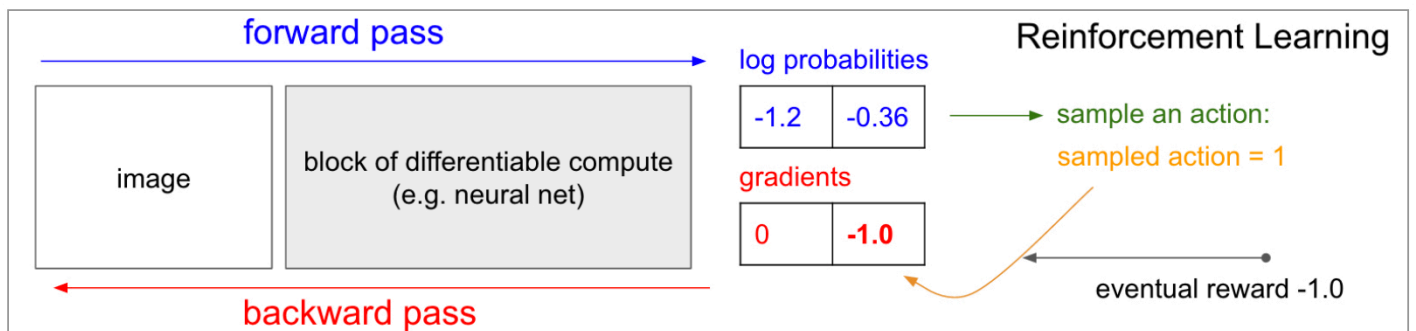 forward pass
Reinforcement Learning
log probabilities
-1.2 -0.36
sample an action:
sampled action = 1
image
block of differentiable compute
(e.g. neural net)
gradients
0 -1.0
eventual reward -1.0
backward pass